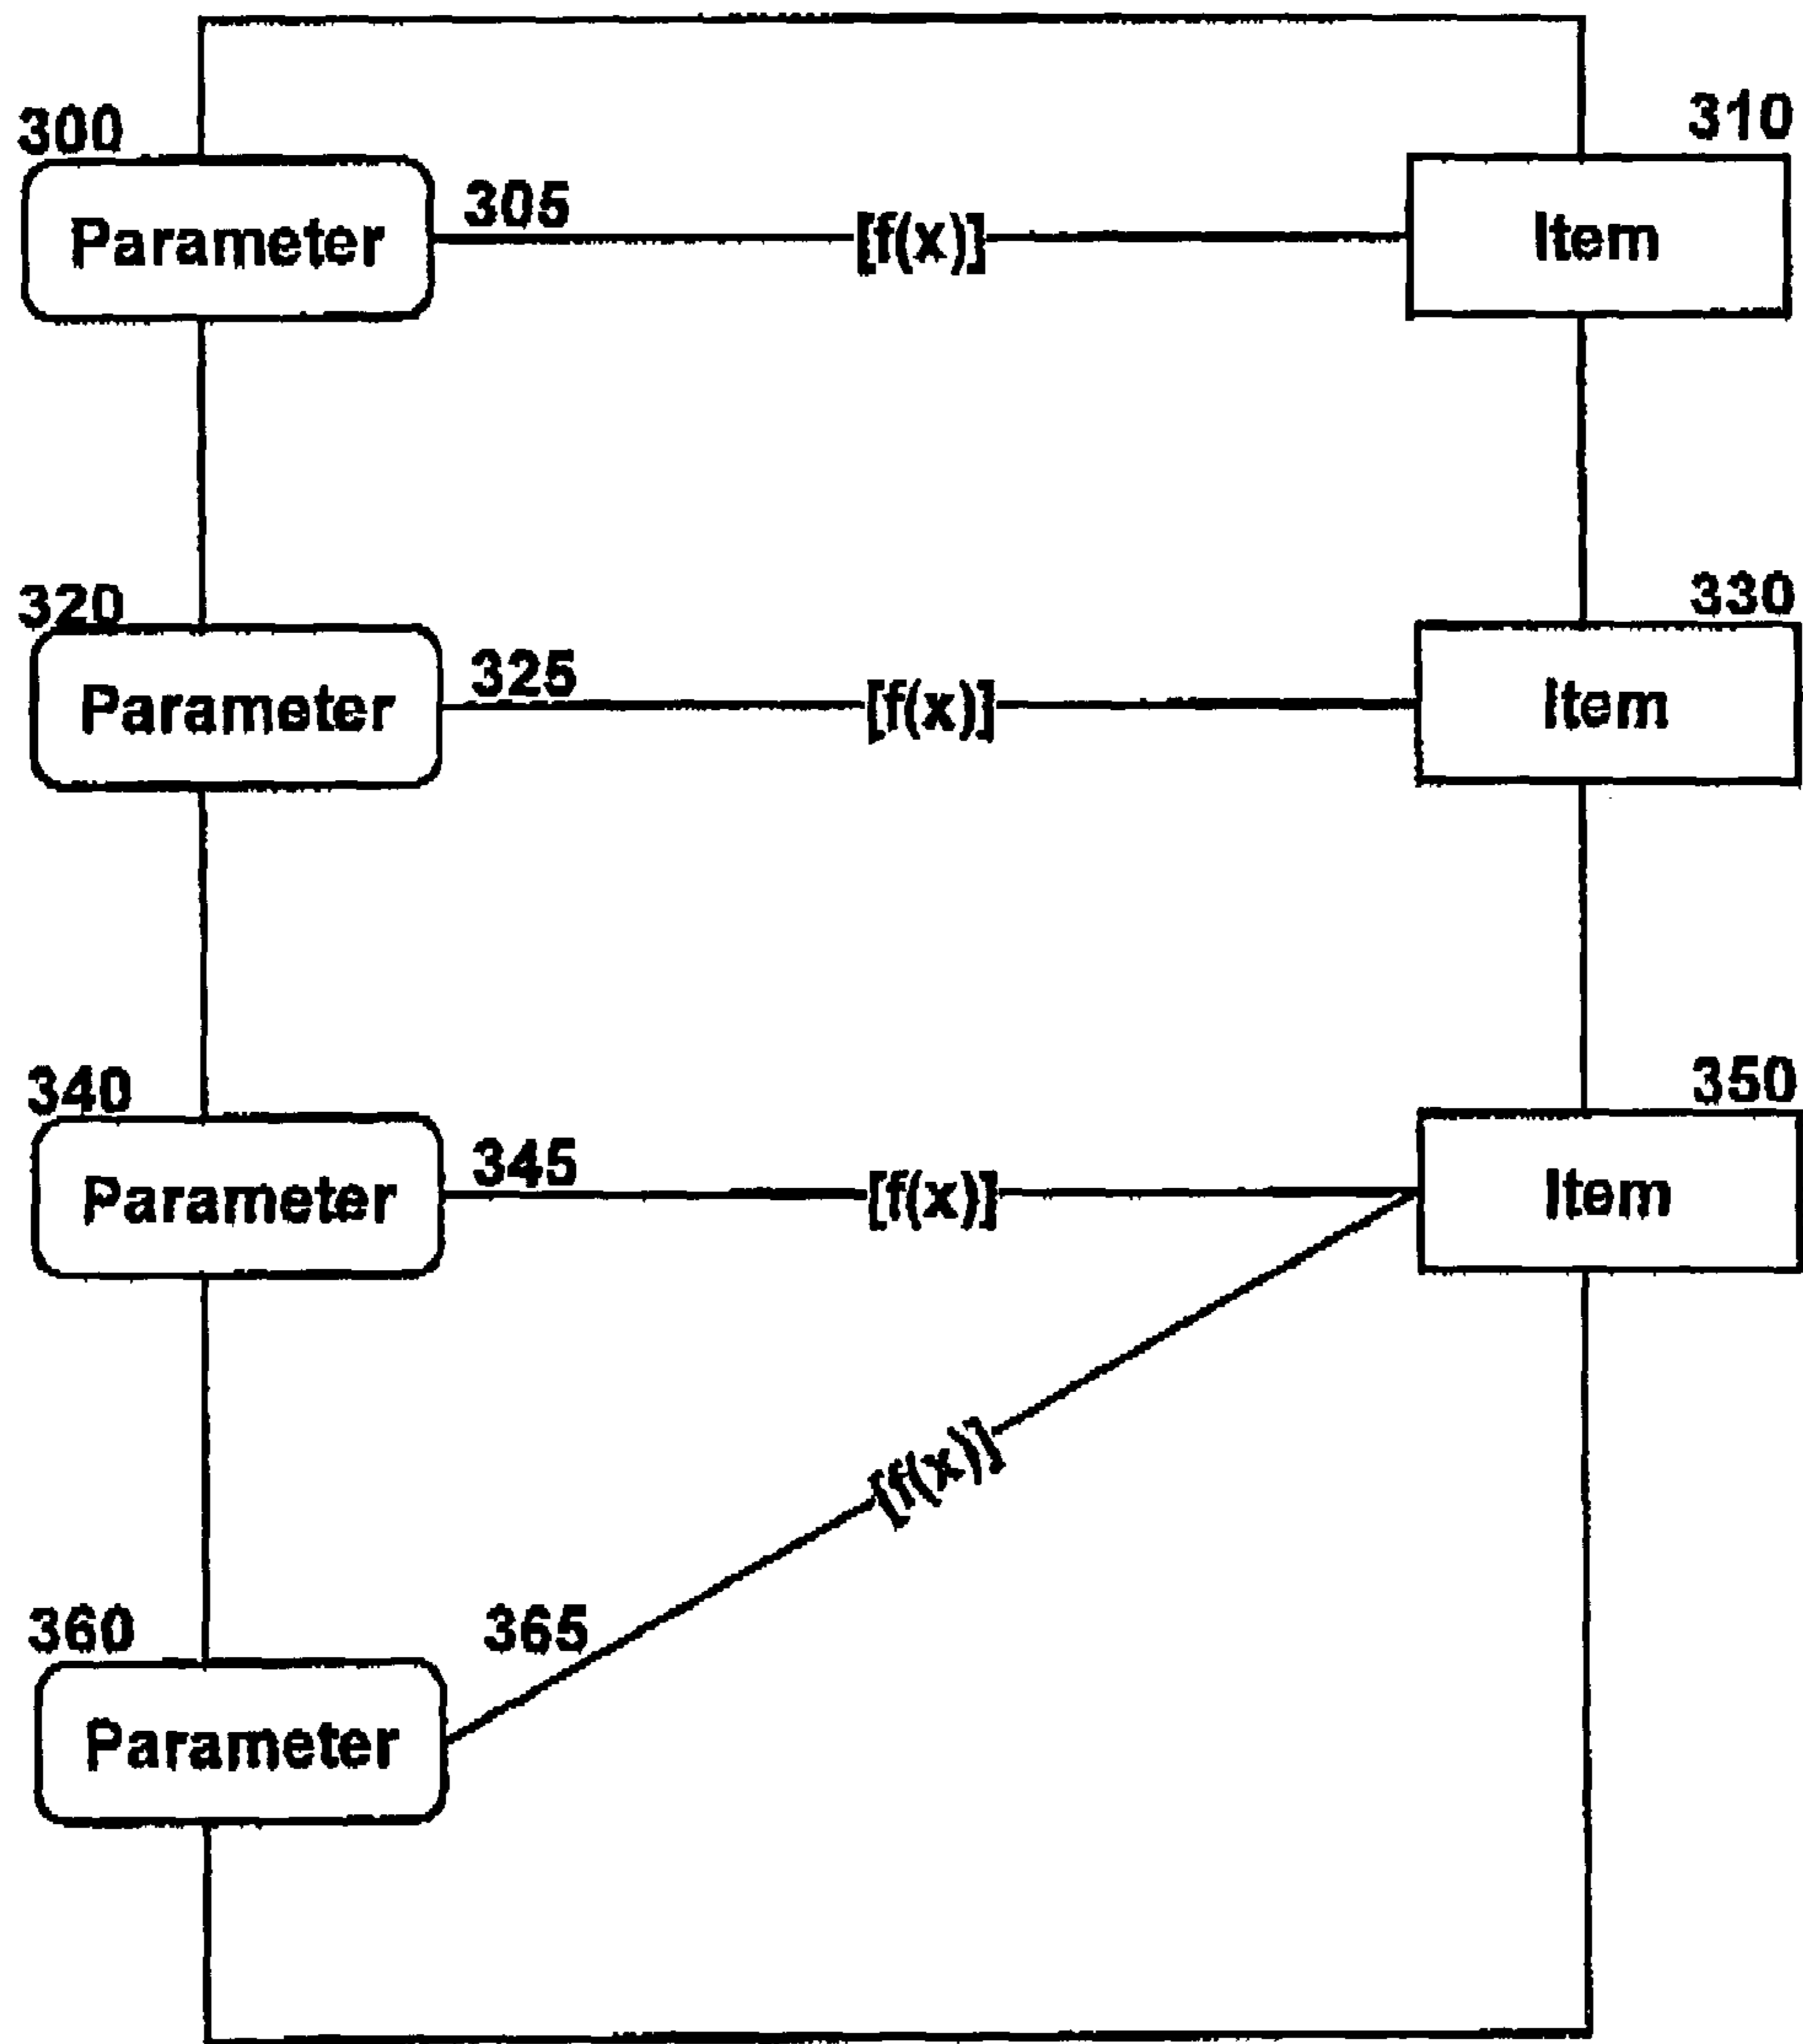 300
310
Parameter
305
[f(x)]
Item
320
330
Parameter
325
[f(x)]
Item
340
350
Parameter
345
[f(x)]
Item
[f(x)]
360
365
Parameter